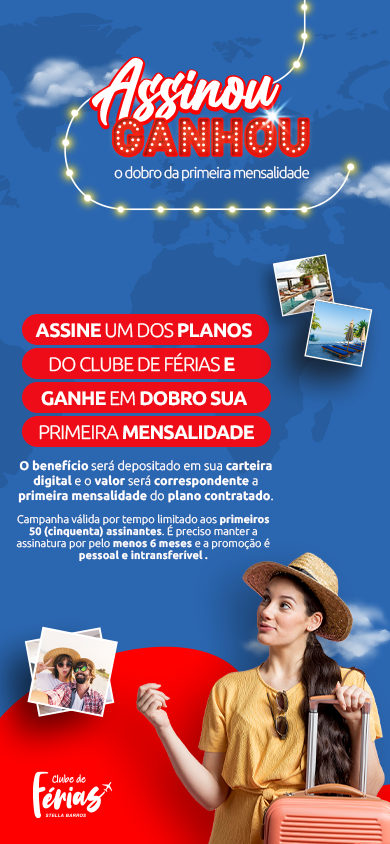 Assinou
GANHOU
o dobro da primeira mensalidade
ASSINE UM DOS PLANOS
DO CLUBE DE FÉRIAS E
GANHE EM DOBRO SUA
PRIMEIRA MENSALIDADE
O benefício será depositado em sua carteira
digital e o valor será correspondente a
primeira mensalidade do plano contratado.
Campanha válida por tempo limitado aos primeiros
50 (cinquenta) assinantes. É preciso manter a
assinatura por pelo menos 6 meses e a promoção é
pessoal e intransferível .
Clube de
Férias
STELLA BARROS